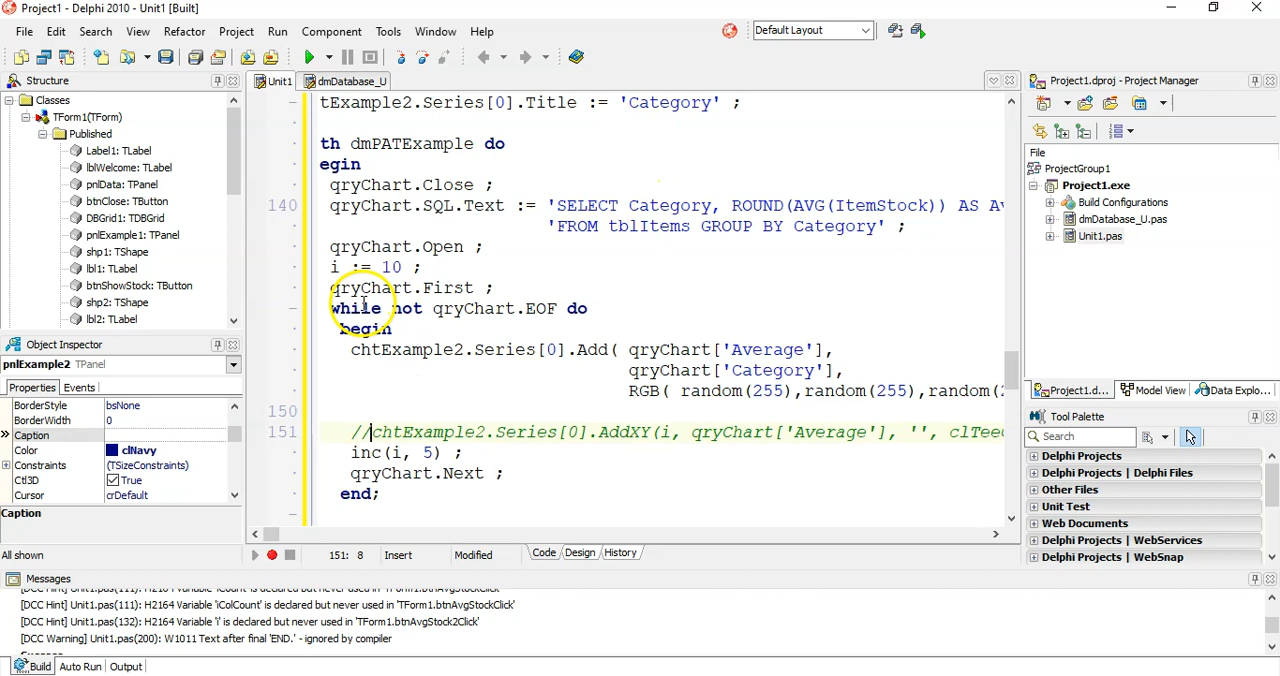 Project1 - Delphi 2010 - Unit1 [Built]
File Edit Search View Refactor Project Run Component Tools Window Help
Default Layout
Structure
Unit1 dmDatabase_U
Project1.dproj - Project Manager
Classes
TForm1(TForm)
Published
Label1: TLabel
lblWelcome: TLabel
pnlData: TPanel
btnClose: TButton
DBGrid1: TDBGrid
pnlExample1: TPanel
shp1: TShape
lbl1: TLabel
btnShowStock: TButton
shp2: TShape
lbl2: TLabel
tExample2.Series[0].Title := 'Category' ;
th dmPATExample do
egin
qryChart.Close ;
140 qryChart.SQL.Text := 'SELECT Category, ROUND(AVG(ItemStock)) AS Av
'FROM tblItems GROUP BY Category' ;
qryChart.Open ;
i := 10 ;
qryChart.First ;
while not qryChart.EOF do
begin
chtExample2.Series[0].Add( qryChart['Average'],
qryChart['Category'],
RGB( random(255),random(255),random(2
150
151 //chtExample2.Series[0].AddXY(i, qryChart['Average'], '', clTee
inc(i, 5) ;
qryChart.Next ;
end;
File
ProjectGroup1
Project1.exe
Build Configurations
dmDatabase_U.pas
Unit1.pas
Project1.d... Model View Data Explo...
Object Inspector
pnlExample2 TPanel
Properties Events
BorderStyle bsNone
BorderWidth 0
Caption
Color clNavy
Constraints (TSizeConstraints)
Ctl3D True
Cursor crDefault
Caption
All shown
Tool Palette
Search
Delphi Projects
Delphi Projects | Delphi Files
Other Files
Unit Test
Web Documents
Delphi Projects | WebServices
Delphi Projects | WebSnap
151: 8 Insert Modified Code Design History
Messages
[DCC Hint] Unit1.pas(111): H2164 Variable 'iColCount' is declared but never used in 'TForm1.btnAvgStockClick'
[DCC Hint] Unit1.pas(132): H2164 Variable 'i' is declared but never used in 'TForm1.btnAvgStock2Click'
[DCC Warning] Unit1.pas(200): W1011 Text after final 'END.' - ignored by compiler
Build Auto Run Output